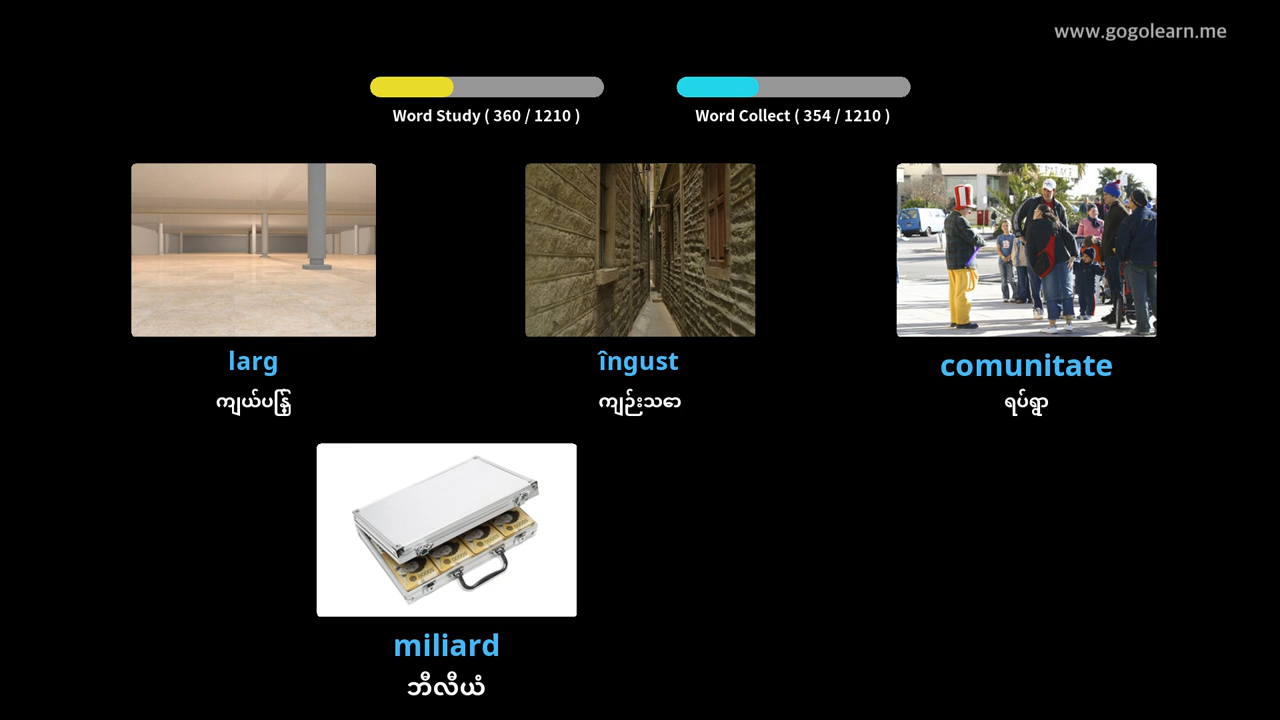 www.gogolearn.me
Word Study ( 360 / 1210 )
Word Collect ( 354 / 1210 )
larg
îngust
comunitate
ကျယ်ပန့်ြ
ကျဉ်းသော
ရပ်ရွာ
miliard
ဘီလီယံ